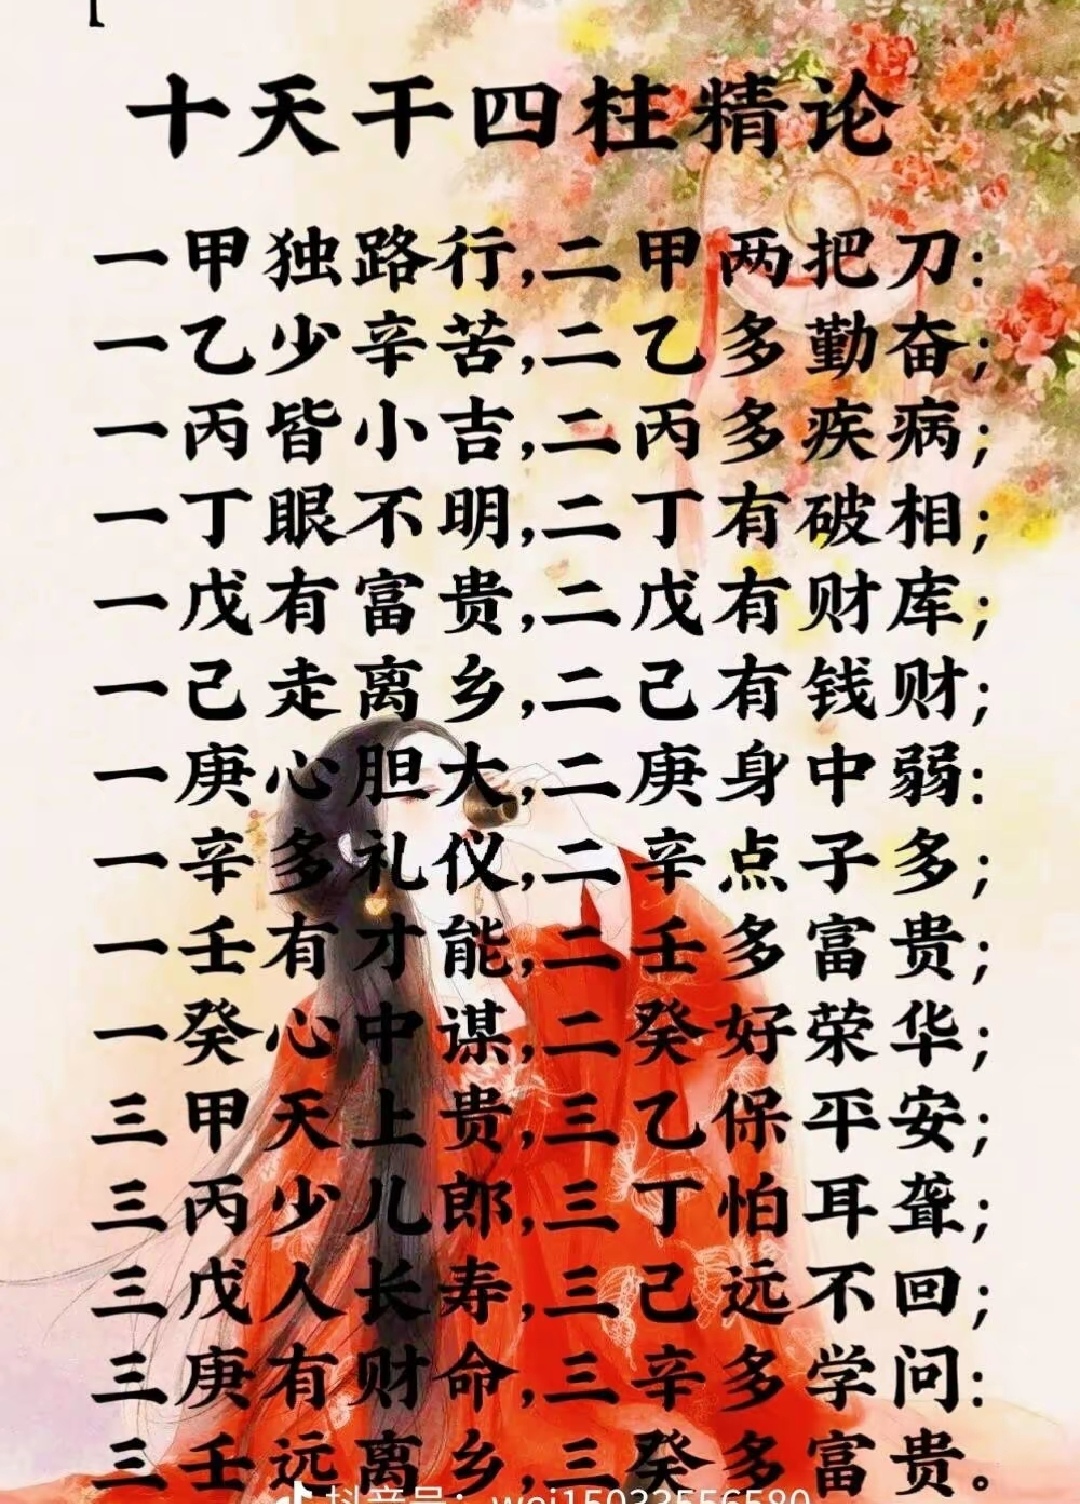 [
十天干四柱精论
一甲独路行,二甲两把刀:
一乙少辛苦,二乙多勤奋;
一丙皆小吉,二丙多疾病;
一丁眼不明,二丁有破相;
一戊有富贵,二戊有财库;
一己走离乡,二己有钱财;
一庚心胆大,二庚身中弱:
一辛多礼仪,二辛点子多;
一壬有才能,二壬多富贵;
一癸心中谋,二癸好荣华;
三甲天上贵,三乙保平安;
三丙少儿郎,三丁怕耳聋;
三戊人长寿,三己远不回;
三庚有财命,三辛多学问:
三壬远离乡,三癸多富贵。
抖音号: wei15033556580